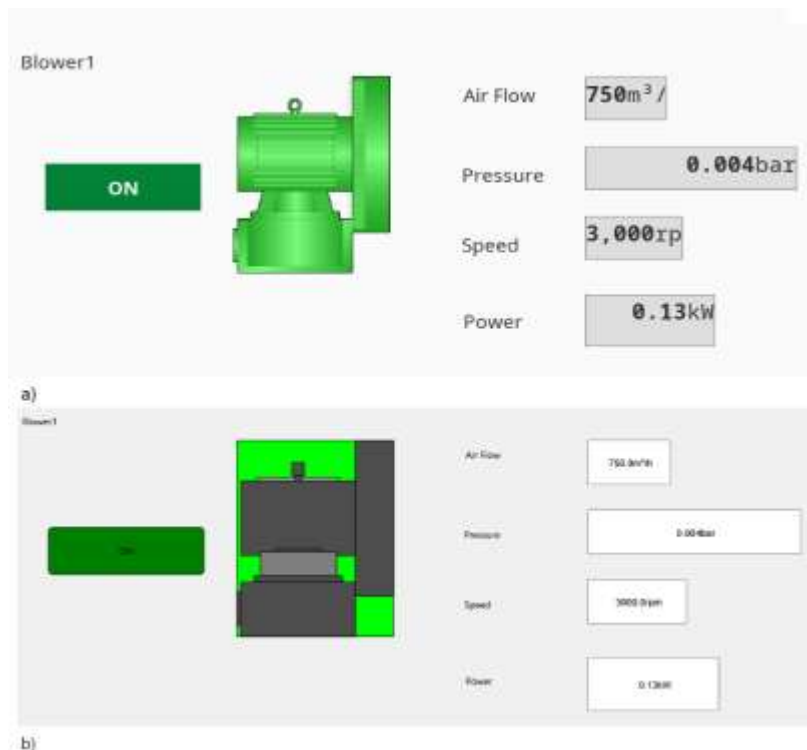 Blower1
Air Flow 750m³/
ON
Pressure 0.004bar
Speed 3,000rp
Power 0.13kW
a)
Blower1
Air Flow 750.0m³/h
Pressure 0.004bar
Speed 3000.0rpm
Power 0.13kW
b)